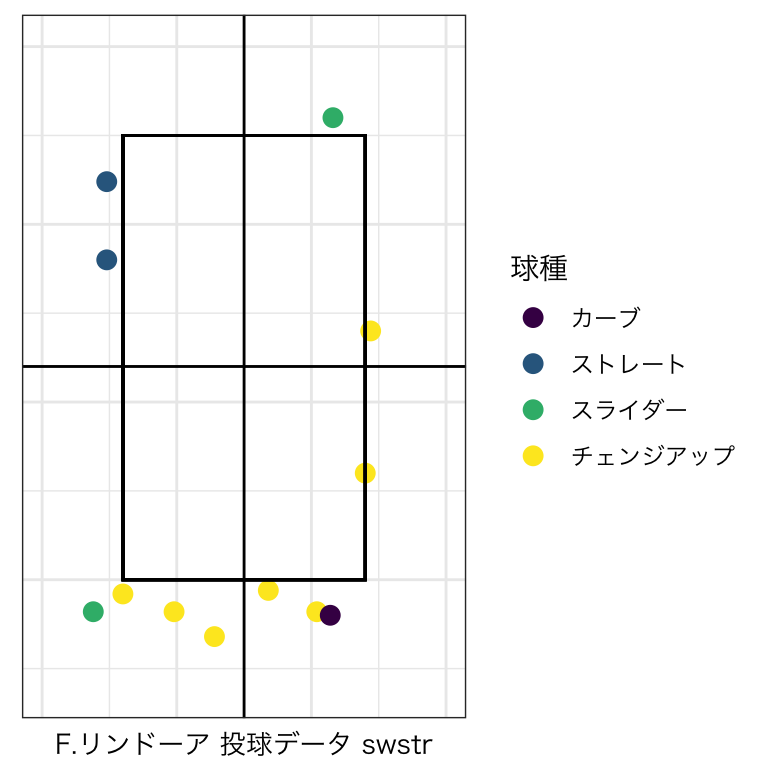 球種
カーブ
ストレート
スライダー
チェンジアップ
F.リンドーア 投球データ swstr